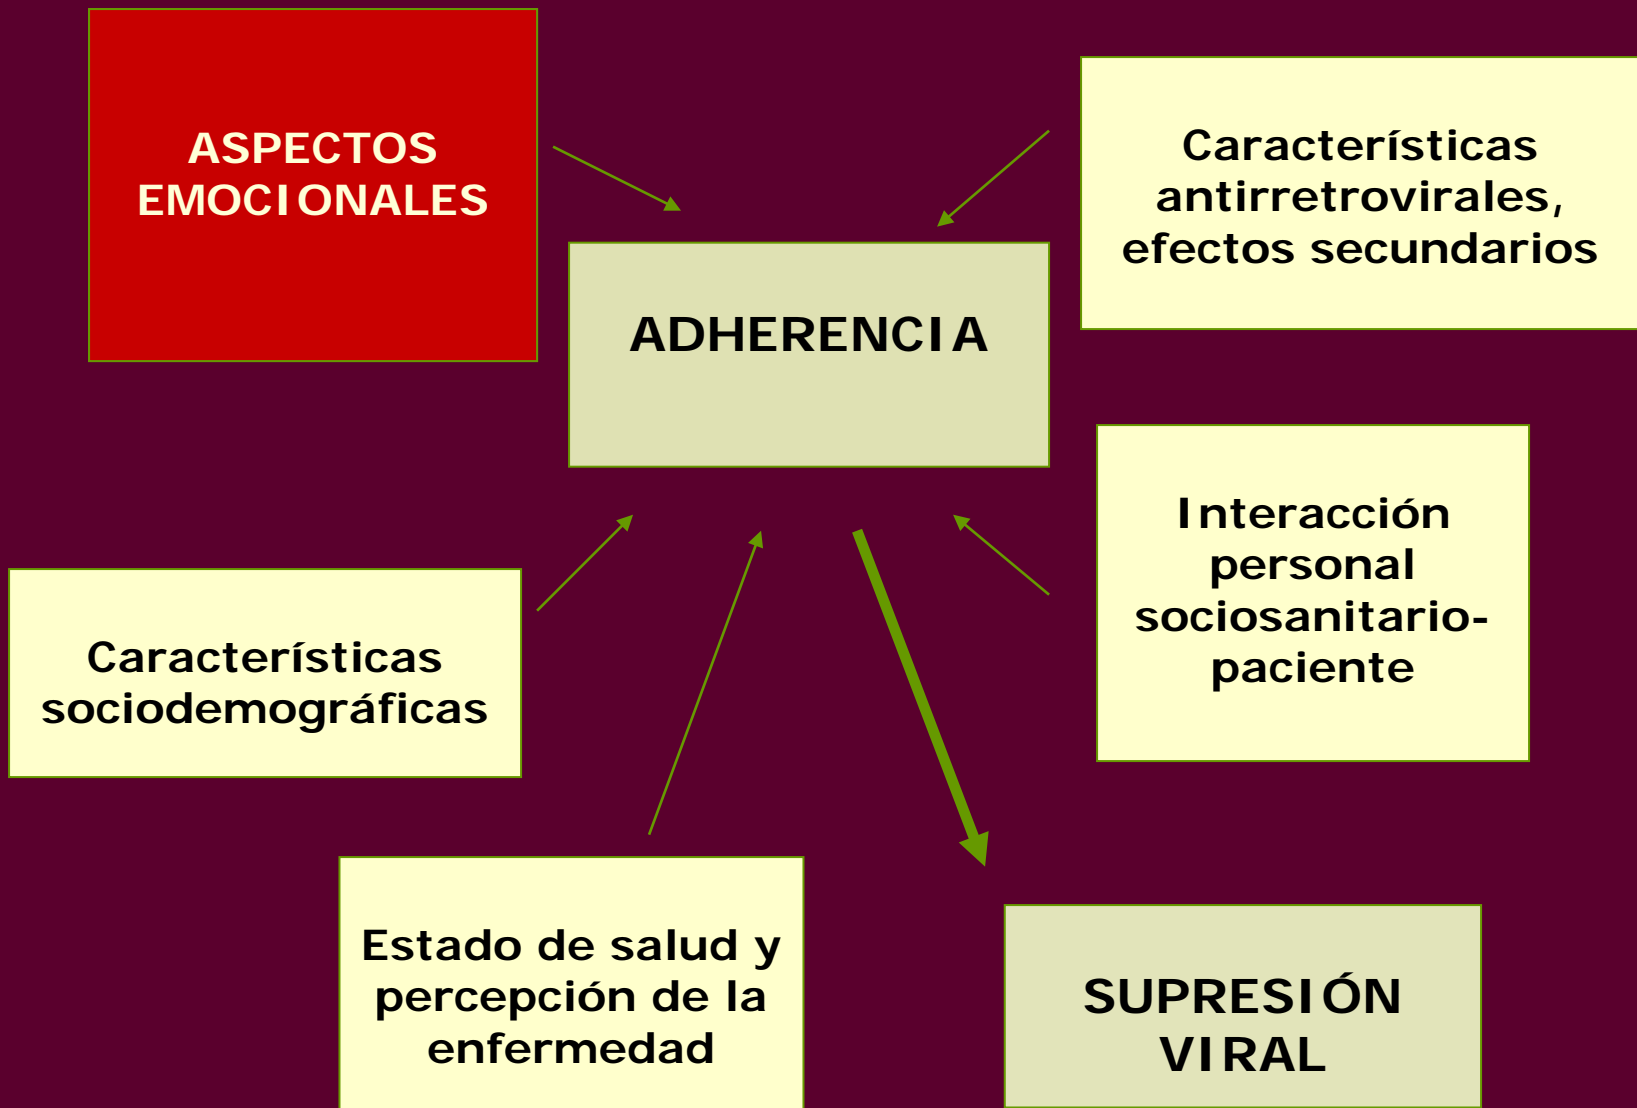 ASPECTOS
EMOCIONALES
Características
antirretrovirales,
efectos secundarios
ADHERENCIA
Interacción
personal
sociosanitario-
paciente
Características
sociodemográficas
Estado de salud y
percepción de la
enfermedad
SUPRESIÓN
VIRAL